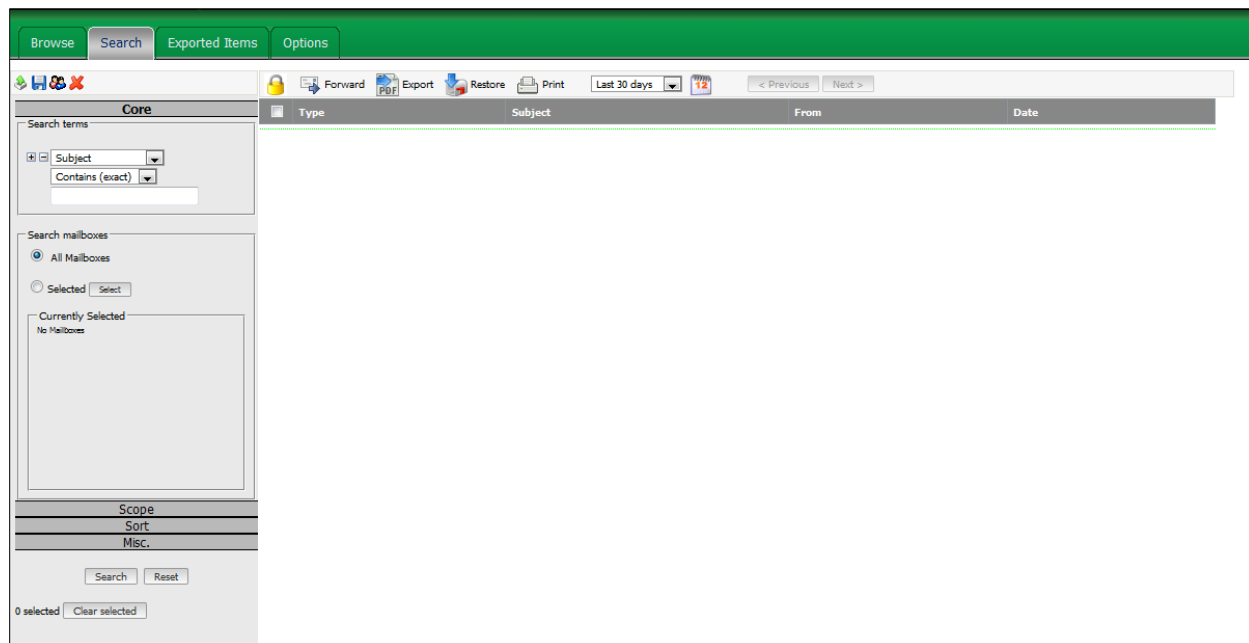 Browse Search Exported Items Options
Forward PDF Export Restore Print Last 30 days 12 < Previous Next >
Core
Type Subject From Date
Search terms
Subject
Contains (exact)
Search mailboxes
All Mailboxes
Selected Select
Currently Selected
No Mailboxes
Scope
Sort
Misc.
Search Reset
0 selected Clear selected